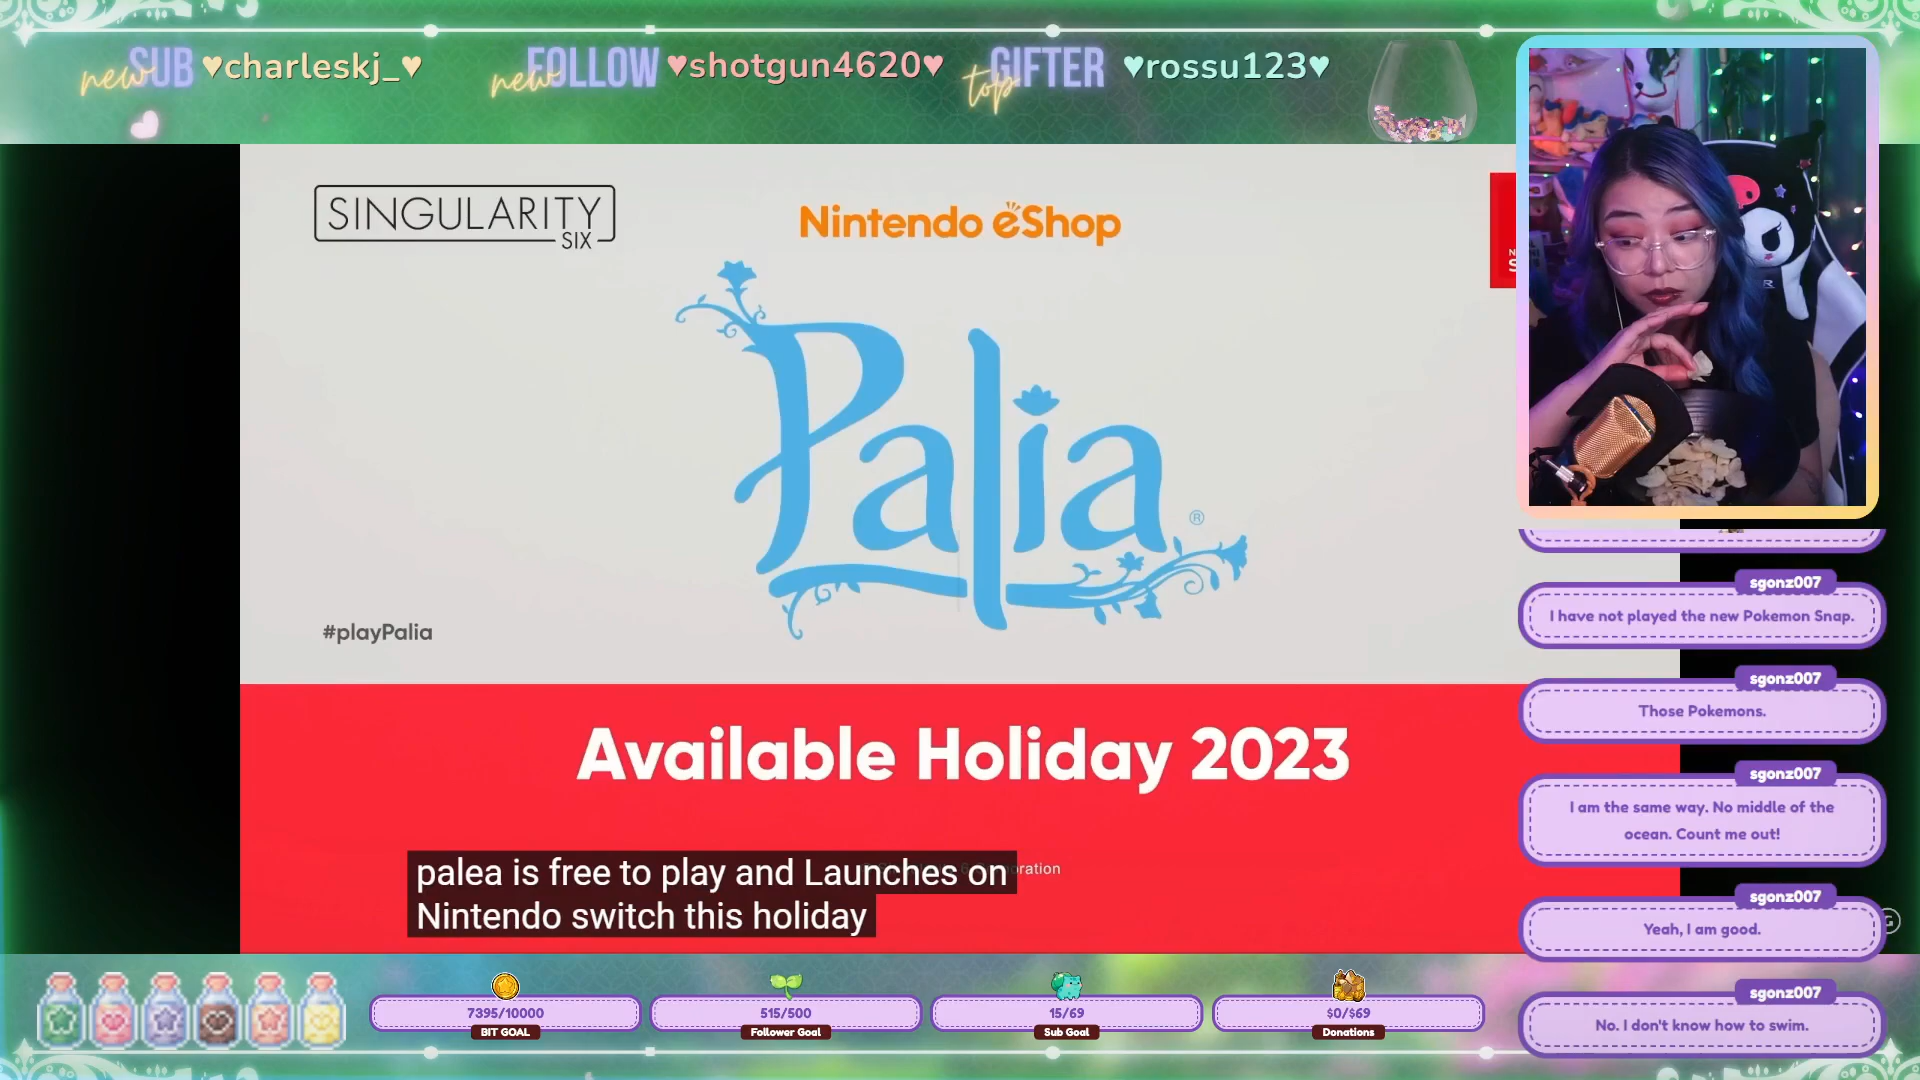 new SUB ♥charleskj_♥
new FOLLOW ♥shotgun4620♥
top GIFTER ♥rossu123♥
SINGULARITY
SIX
Nintendo eShop
Palia ®
#playPalia
Available Holiday 2023
palea is free to play and Launches on
Nintendo switch this holiday
sgonz007
I have not played the new Pokemon Snap.
sgonz007
Those Pokemons.
sgonz007
I am the same way. No middle of the
ocean. Count me out!
sgonz007
Yeah, I am good.
sgonz007
No. I don't know how to swim.
7395/10000
BIT GOAL
515/500
Follower Goal
15/69
Sub Goal
$0/$69
Donations